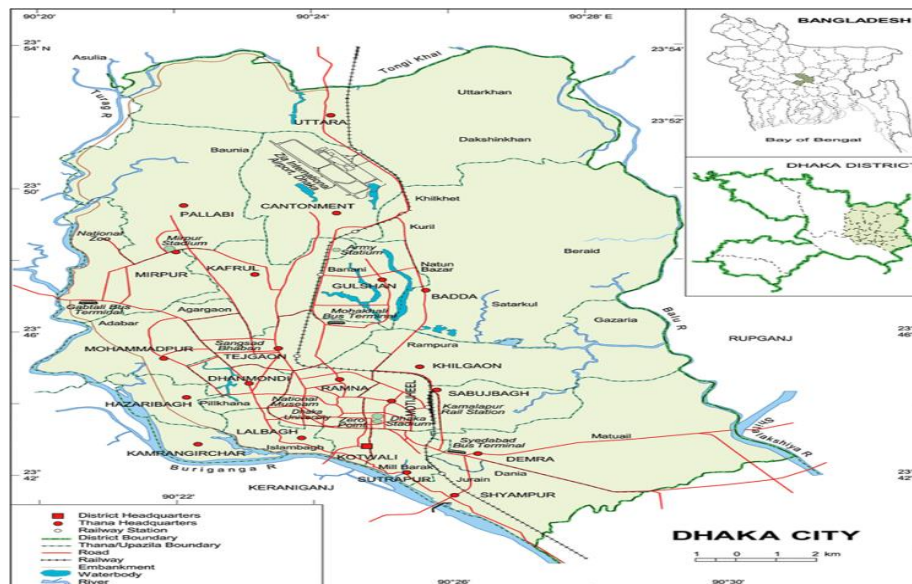 90°20'
90°24'
90°28' E
23°
54' N
23°54'
BANGLADESH
Bay of Bengal
Asulia
Turag R
Tongi Khal
Uttarkhan
UTTARA
23°52'
Dakshinkhan
Baunia
Zia International
Airport, Dhaka
DHAKA DISTRICT
23°
50'
Khilkhet
PALLABI
CANTONMENT
Kuril
National
Zoo
Mirpur
Stadium
Army
Statium
Beraid
MIRPUR
KAFRUL
Banani
Natun
Bazar
GULSHAN
BADDA
Gabtali Bus
Termidal
Agargaon
Mohakhali
Bus Terminal
Satarkul
Gazaria
Balu R
Adabar
23°
46'
Rampura
RUPGANJ
MOHAMMADPUR
Sangsad
Bhaban
TEJGAON
KHILGAON
DHANMONDI
RAMNA
SABUJBAGH
HAZARIBAGH
Pillkhana
National
Museum
MOTIJHEEL
Kamalapur
Rail Station
Dhaka
University
Zero
Point
Dhaka
Stadium
LALBAGH
Syedabad
Bus Terminal
Matuail
KAMRANGIRCHAR
Islambagh
KOTWALI
DEMRA
Buriganga R
Mill Barak
Dania
23°
42'
SUTRAPUR
Jurain
KERANIGANJ
SHYAMPUR
District Headquarters
Thana Headquarters
Railway Station
District Boundary
Thana/Upazila Boundary
Road
Railway
Embankment
Waterbody
River
DHAKA CITY
1 0 1 2 km
90°22'
90°26'
90°30'